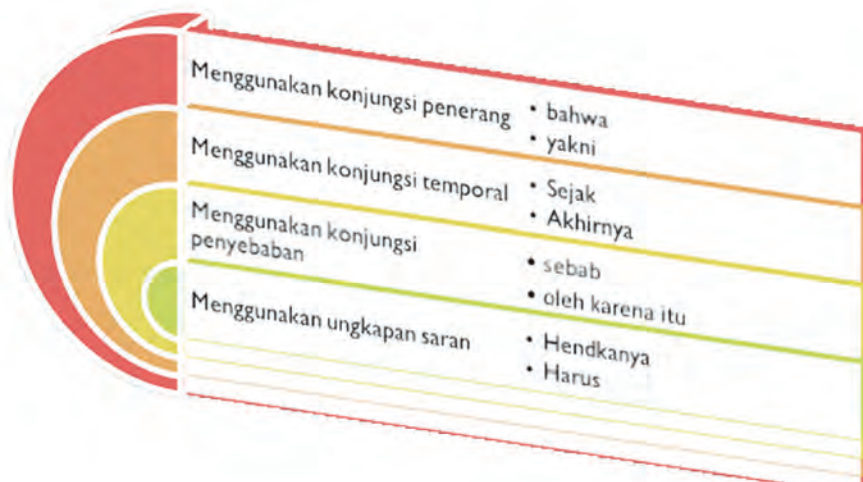 Menggunakan konjungsi penerang
• bahwa
• yakni
Menggunakan konjungsi temporal
• Sejak
• Akhirnya
Menggunakan konjungsi
penyebaban
• sebab
• oleh karena itu
Menggunakan ungkapan saran
• Hendkanya
• Harus